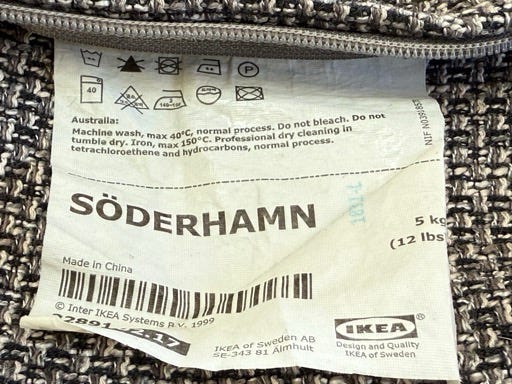 P
40
Australia:
Machine wash, max 40°C, normal process. Do not bleach. Do not
tumble dry. Iron, max 150°C. Professional dry cleaning in
tetrachloroethene and hydrocarbons, normal process.
SÖDERHAMN
5 kg
(12 lbs
Made in China
© Inter IKEA Systems B.V. 1999
IKEA of Sweden AB
SE-343 81 Älmhult
IKEA®
Design and Quality
IKEA of Sweden